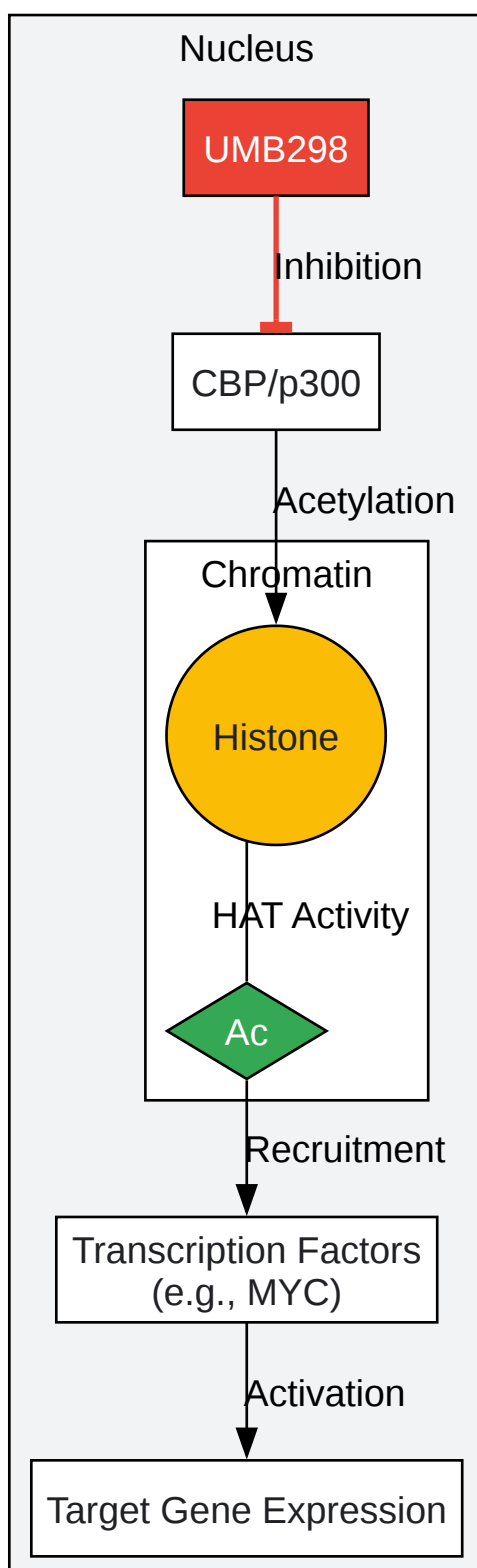 Nucleus
UMB298
Inhibition
CBP/p300
Acetylation
Chromatin
Histone
HAT Activity
Ac
Recruitment
Transcription Factors
(e.g., MYC)
Activation
Target Gene Expression